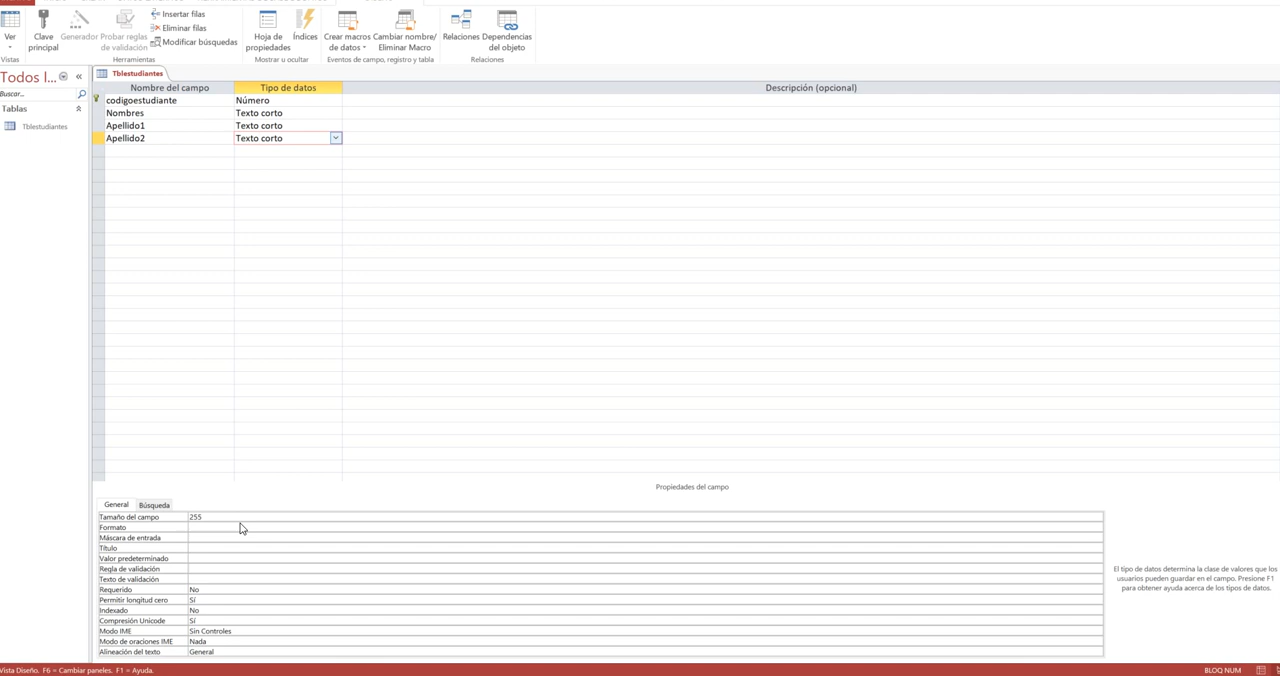 Insertar filas
Eliminar filas
Modificar búsquedas
Ver
Clave principal
Generador
Probar reglas de validación
Hoja de propiedades
Índices
Crear macros de datos
Cambiar nombre/ Eliminar Macro
Relaciones
Dependencias del objeto
Vistas
Herramientas
Mostrar u ocultar
Eventos de campo, registro y tabla
Relaciones
Todos l...
«
Buscar...
Tablas
Tblestudiantes
Tblestudiantes
Nombre del campo Tipo de datos Descripción (opcional)
codigoestudiante Número
Nombres Texto corto
Apellido1 Texto corto
Apellido2 Texto corto
Propiedades del campo
General Búsqueda
Tamaño del campo 255
Formato
Máscara de entrada
Título
Valor predeterminado
Regla de validación
Texto de validación
Requerido No
Permitir longitud cero Sí
Indexado No
Compresión Unicode Sí
Modo IME Sin Controles
Modo de oraciones IME Nada
Alineación del texto General
El tipo de datos determina la clase de valores que los
usuarios pueden guardar en el campo. Presione F1
para obtener ayuda acerca de los tipos de datos.
Vista Diseño. F6 = Cambiar paneles. F1 = Ayuda.
BLOQ NUM